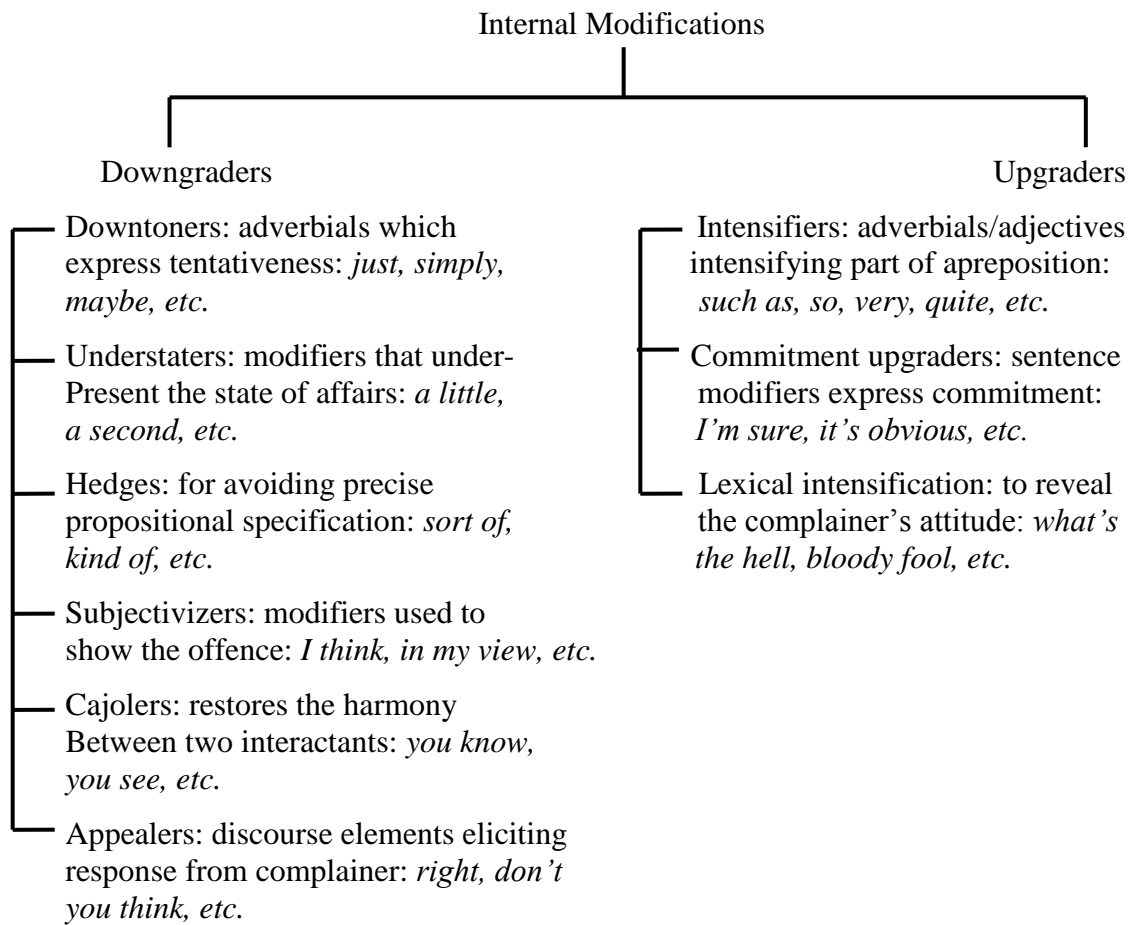 Internal Modifications
Downgraders
Downtoners: adverbials which
express tentativeness: just, simply,
maybe, etc.
Understaters: modifiers that under-
Present the state of affairs: a little,
a second, etc.
Hedges: for avoiding precise
propositional specification: sort of,
kind of, etc.
Subjectivizers: modifiers used to
show the offence: I think, in my view, etc.
Cajolers: restores the harmony
Between two interactants: you know,
you see, etc.
Appealers: discourse elements eliciting
response from complainer: right, don’t
you think, etc.
Upgraders
Intensifiers: adverbials/adjectives
intensifying part of apreposition:
such as, so, very, quite, etc.
Commitment upgraders: sentence
modifiers express commitment:
I’m sure, it’s obvious, etc.
Lexical intensification: to reveal
the complainer’s attitude: what’s
the hell, bloody fool, etc.